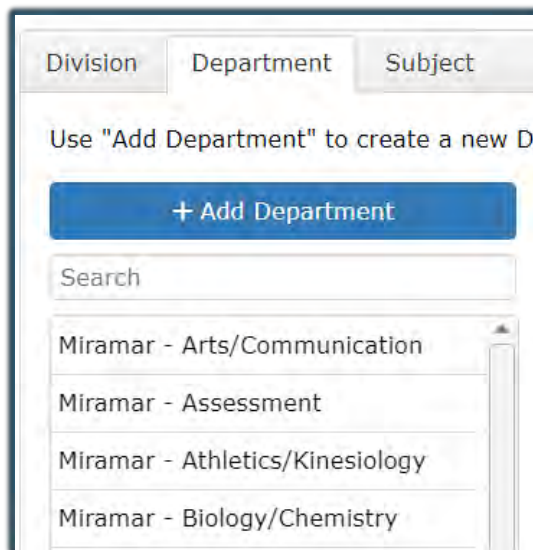 Division Department Subject
Use "Add Department" to create a new D
+ Add Department
Search
Miramar - Arts/Communication
Miramar - Assessment
Miramar - Athletics/Kinesiology
Miramar - Biology/Chemistry